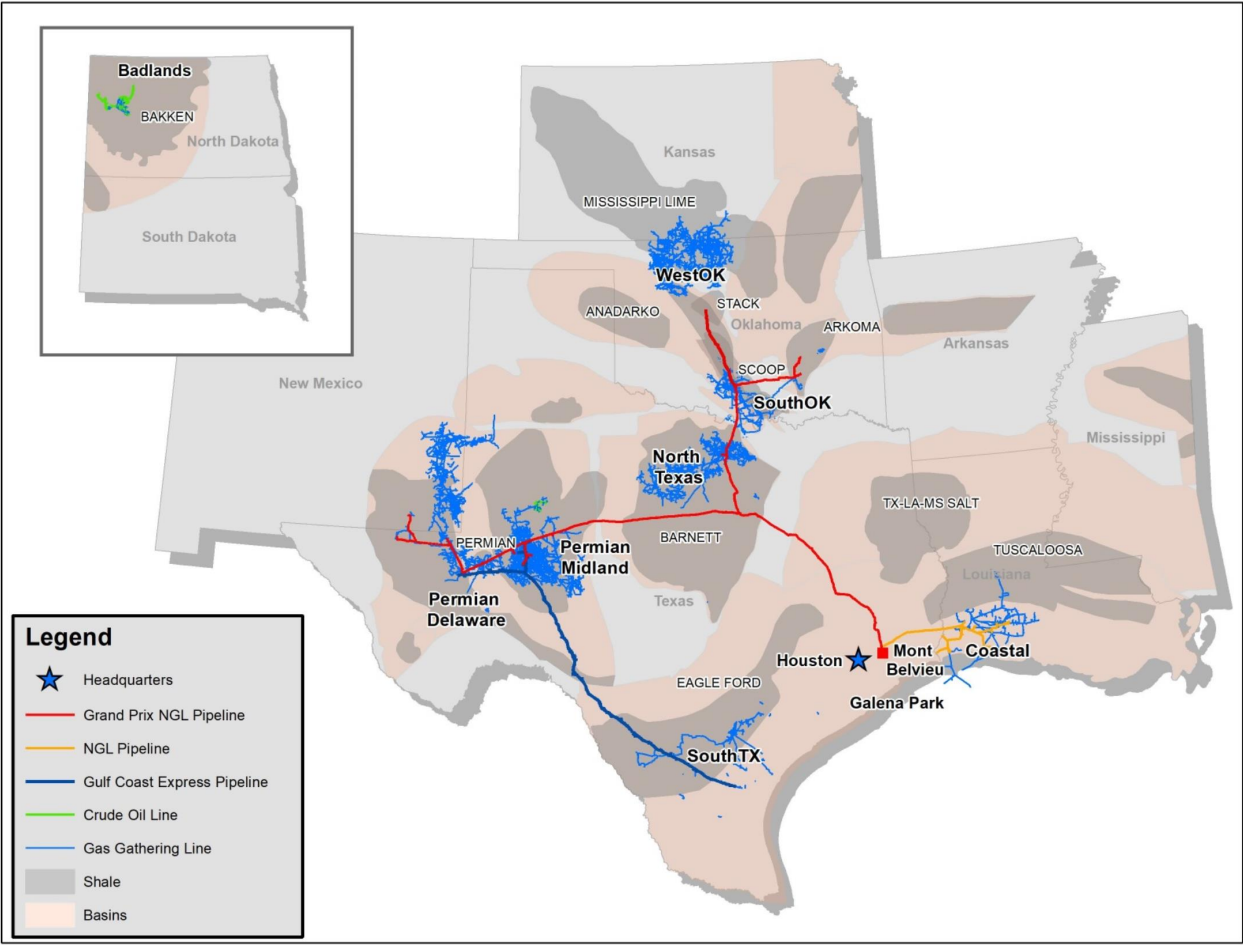 Badlands
BAKKEN
North Dakota
South Dakota
Kansas
MISSISSIPPI LIME
WestOK
STACK
ANADARKO
Oklahoma
ARKOMA
Arkansas
New Mexico
SCOOP
SouthOK
Mississippi
North
Texas
TX-LA-MS SALT
BARNETT
PERMIAN
Permian
Midland
TUSCALOOSA
Louisiana
Permian
Delaware
Texas
Houston
Mont
Belvieu
Coastal
EAGLE FORD
Galena Park
SouthTX
Legend
Headquarters
Grand Prix NGL Pipeline
NGL Pipeline
Gulf Coast Express Pipeline
Crude Oil Line
Gas Gathering Line
Shale
Basins